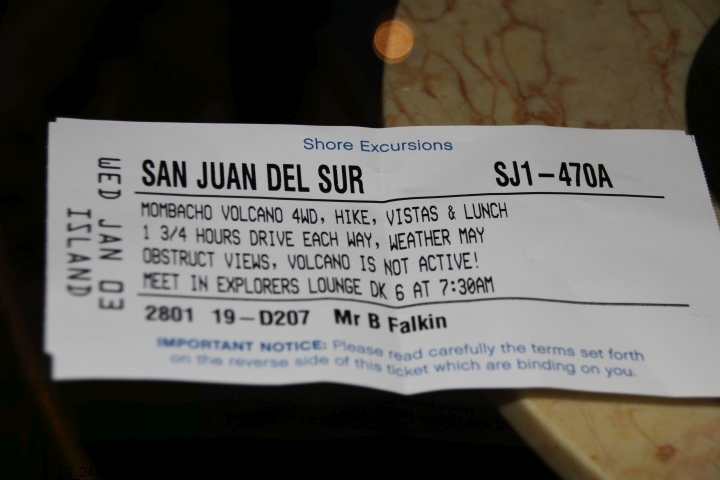 Shore Excursions
SAN JUAN DEL SUR SJ1-470A
MOMBACHO VOLCANO 4WD, HIKE, VISTAS & LUNCH
1 3/4 HOURS DRIVE EACH WAY, WEATHER MAY
OBSTRUCT VIEWS, VOLCANO IS NOT ACTIVE!
MEET IN EXPLORERS LOUNGE DK 6 AT 7:30AM
2801 19-D207 Mr B Falkin
IMPORTANT NOTICE: Please read carefully the terms set forth
on the reverse side of this ticket which are binding on you.
WED JAN 03
ISLAND